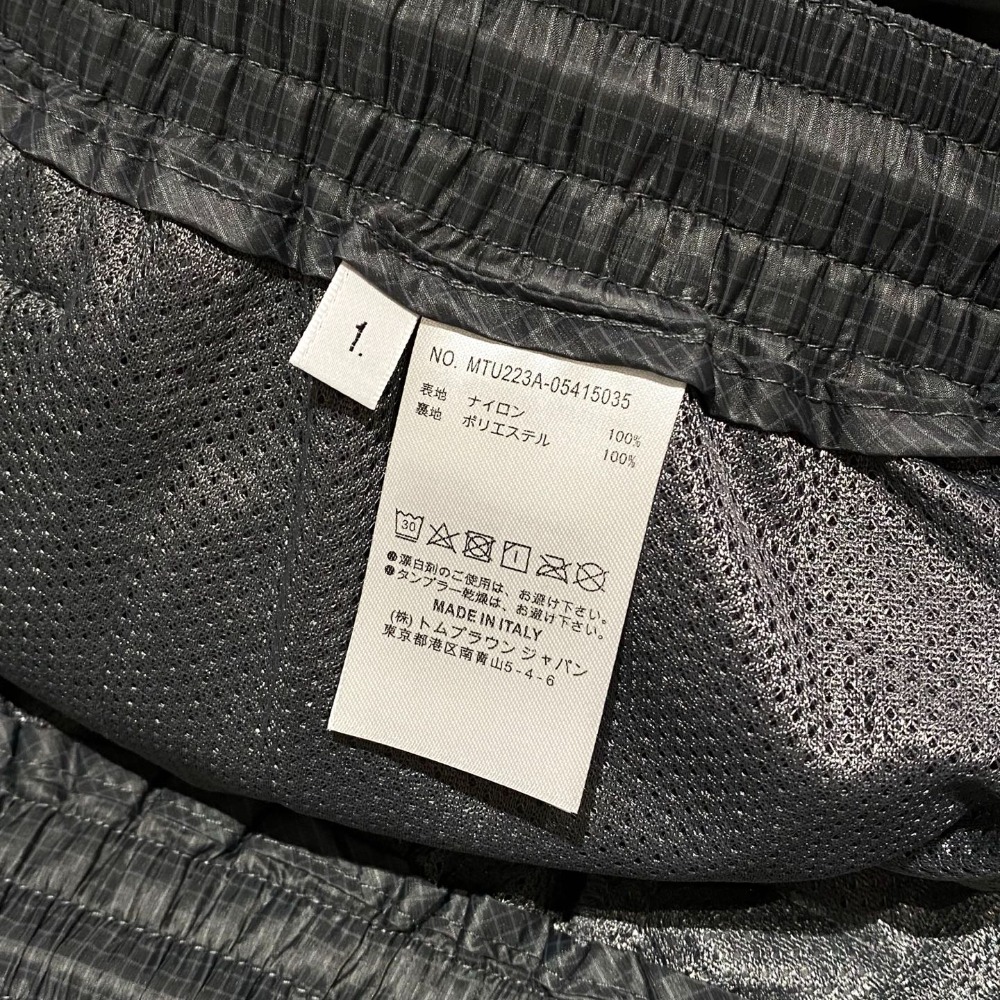 1.
NO. MTU223A-05415035
表地 ナイロン 100%
裏地 ポリエステル 100%
30
●漂白剤のご使用は、お避け下さい。
●タンブラー乾燥は、お避け下さい。
MADE IN ITALY
(株)トムブラウン ジャパン
東京都港区南青山5-4-6